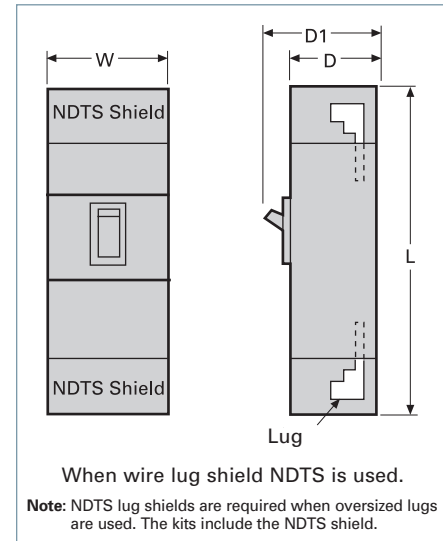 D1
W
D
NDTS Shield
L
NDTS Shield
Lug
When wire lug shield NDTS is used.
Note: NDTS lug shields are required when oversized lugs
are used. The kits include the NDTS shield.